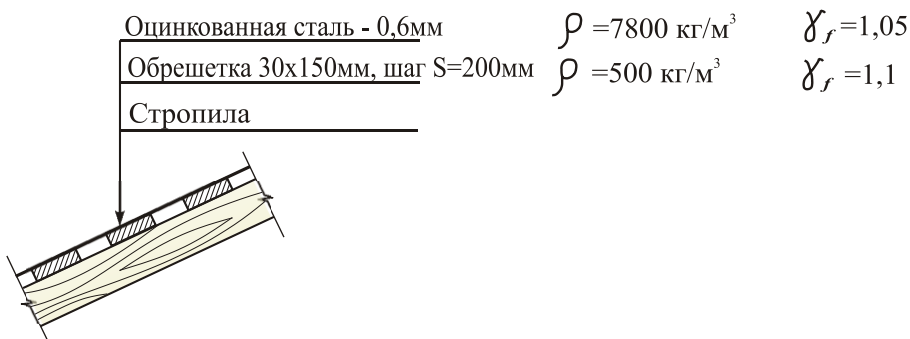 Оцинкованная сталь - 0,6мм ρ =7800 кг/м³ γf=1,05
Обрешетка 30х150мм, шаг S=200мм ρ =500 кг/м³ γf =1,1
Стропила